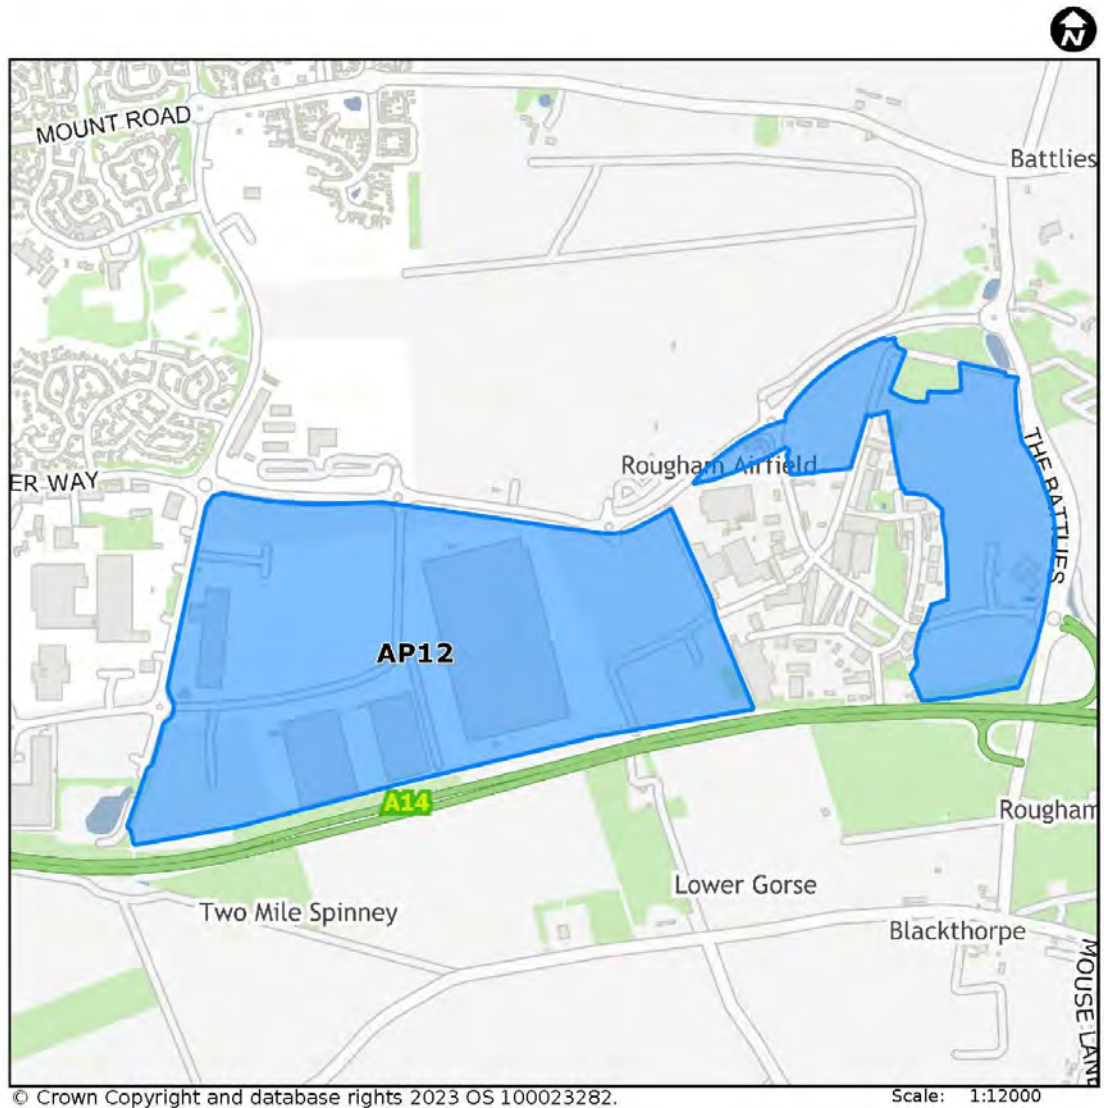 N
MOUNT ROAD
Battlies
Rougham Airfield
ER WAY
THE BATTLIES
AP12
A14
Rougham
Lower Gorse
Two Mile Spinney
Blackthorpe
MOUSE LAN
© Crown Copyright and database rights 2023 OS 100023282.
Scale: 1:12000